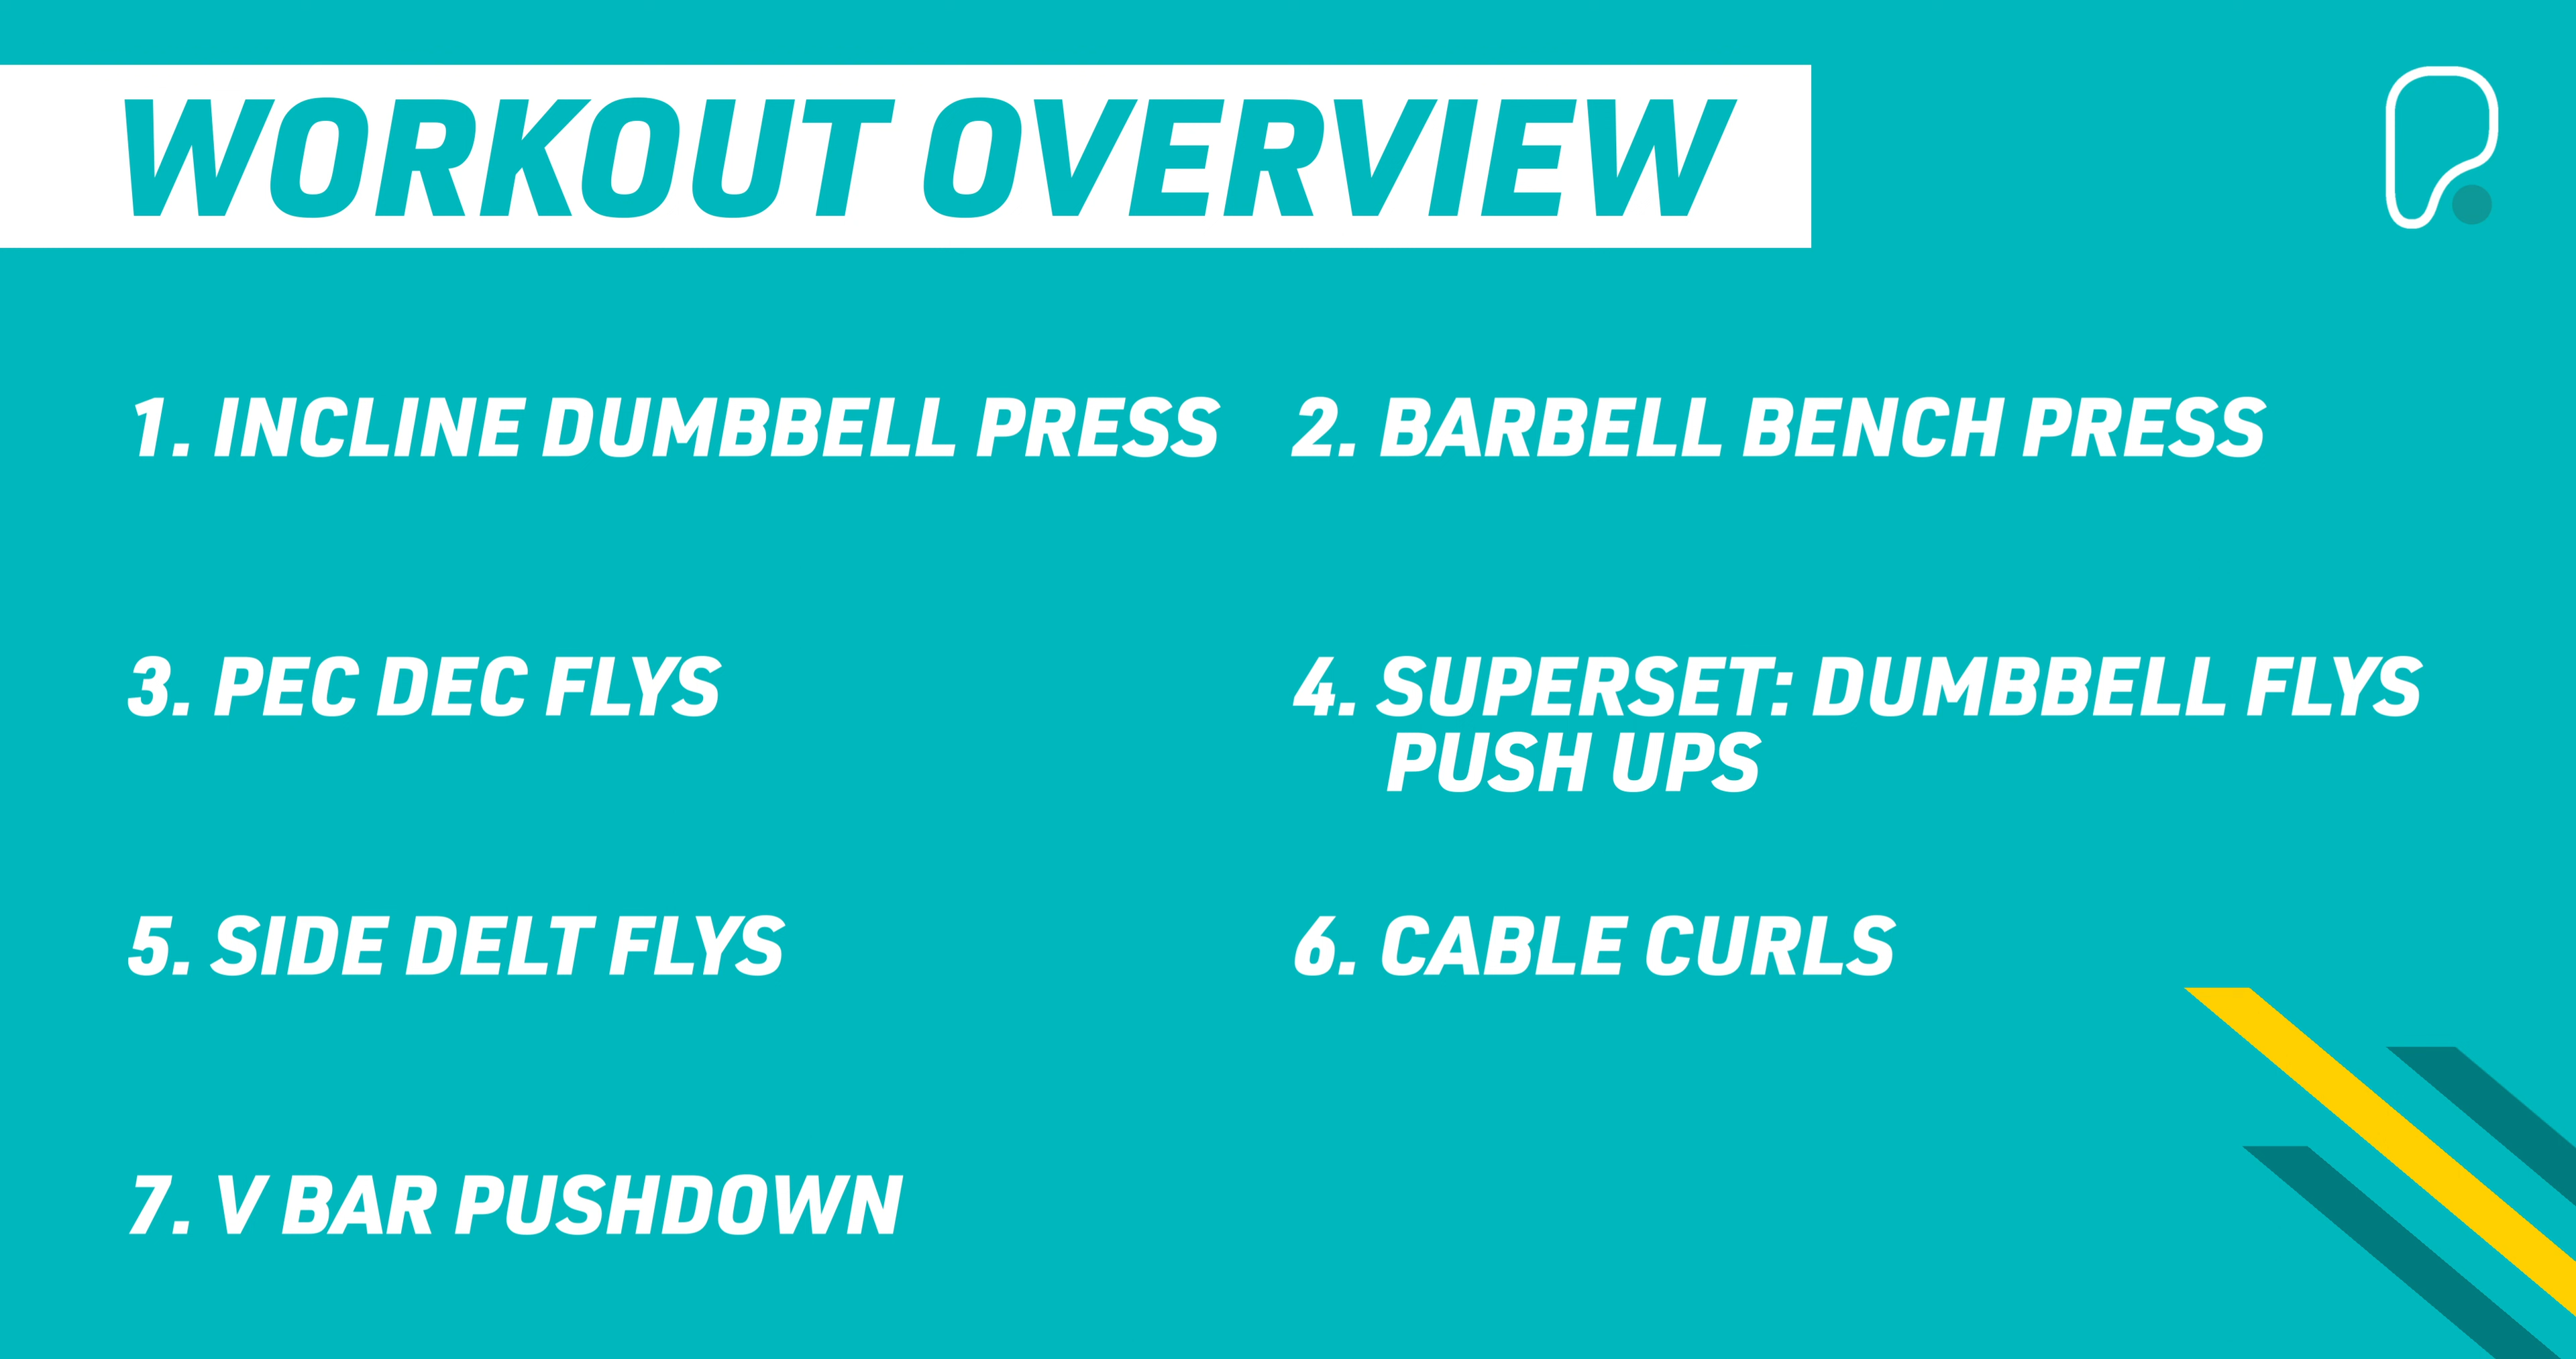 WORKOUT OVERVIEW
1. INCLINE DUMBBELL PRESS
2. BARBELL BENCH PRESS
3. PEC DEC FLYS
4. SUPERSET: DUMBBELL FLYS
PUSH UPS
5. SIDE DELT FLYS
6. CABLE CURLS
7. V BAR PUSHDOWN